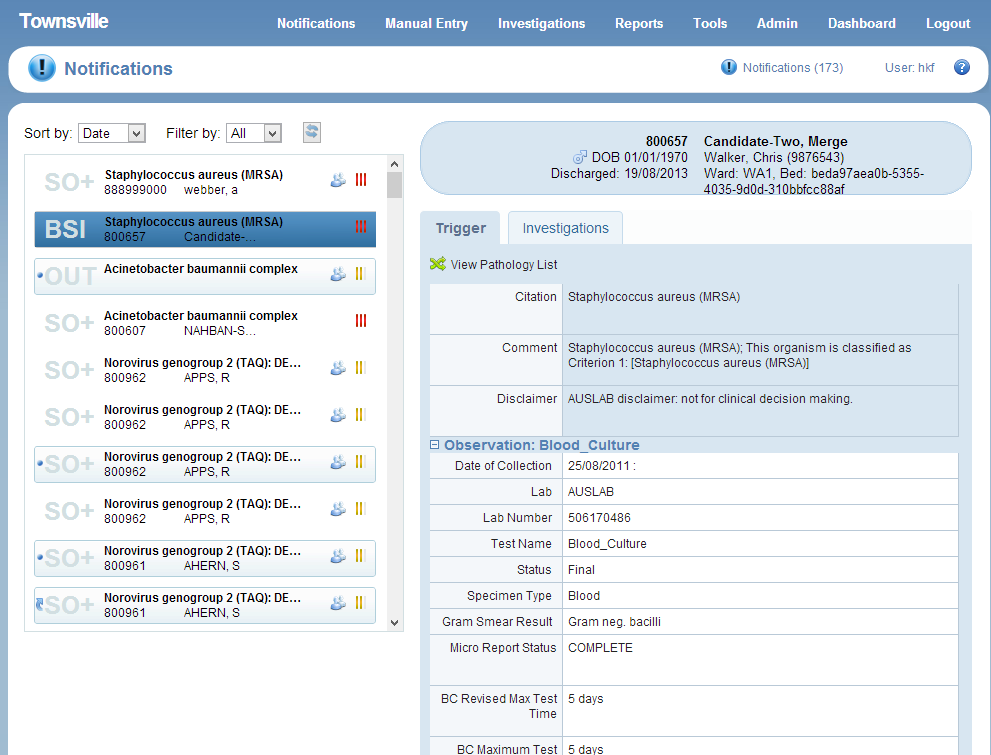 Townsville
Notifications Manual Entry Investigations Reports Tools Admin Dashboard Logout
! Notifications
! Notifications (173) User: hkf ?
Sort by: Date Filter by: All
SO+ Staphylococcus aureus (MRSA)
888999000 webber, a
BSI Staphylococcus aureus (MRSA)
800657 Candidate-...
OUT Acinetobacter baumannii complex
SO+ Acinetobacter baumannii complex
800607 NAHBAN-S...
SO+ Norovirus genogroup 2 (TAQ): DE...
800962 APPS, R
SO+ Norovirus genogroup 2 (TAQ): DE...
800962 APPS, R
SO+ Norovirus genogroup 2 (TAQ): DE...
800962 APPS, R
SO+ Norovirus genogroup 2 (TAQ): DE...
800962 APPS, R
SO+ Norovirus genogroup 2 (TAQ): DE...
800961 AHERN, S
SO+ Norovirus genogroup 2 (TAQ): DE...
800961 AHERN, S
800657 Candidate-Two, Merge
DOB 01/01/1970 Walker, Chris (9876543)
Discharged: 19/08/2013 Ward: WA1, Bed: beda97aea0b-5355-
4035-9d0d-310bbfcc88af
Trigger Investigations
View Pathology List
Citation Staphylococcus aureus (MRSA)
Comment Staphylococcus aureus (MRSA); This organism is classified as
Criterion 1: [Staphylococcus aureus (MRSA)]
Disclaimer AUSLAB disclaimer: not for clinical decision making.
Observation: Blood_Culture
Date of Collection 25/08/2011 :
Lab AUSLAB
Lab Number 506170486
Test Name Blood_Culture
Status Final
Specimen Type Blood
Gram Smear Result Gram neg. bacilli
Micro Report Status COMPLETE
BC Revised Max Test 5 days
Time
BC Maximum Test 5 days